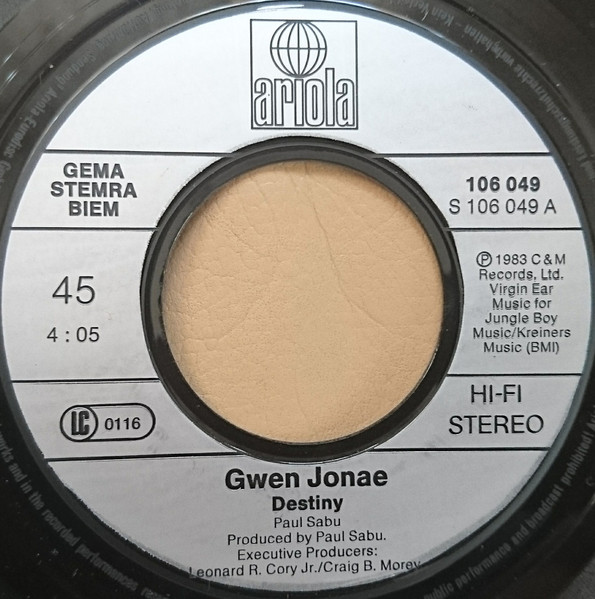 ariola
GEMA
STEMRA
BIEM
106 049
S 106 049 A
45
4 : 05
Ⓟ 1983 C & M
Records, Ltd.
Virgin Ear
Music for
Jungle Boy
Music/Kreiners
Music (BMI)
LC 0116
HI-FI
STEREO
Gwen Jonae
Destiny
Paul Sabu
Produced by Paul Sabu.
Executive Producers:
Leonard R. Cory Jr./Craig B. Morey